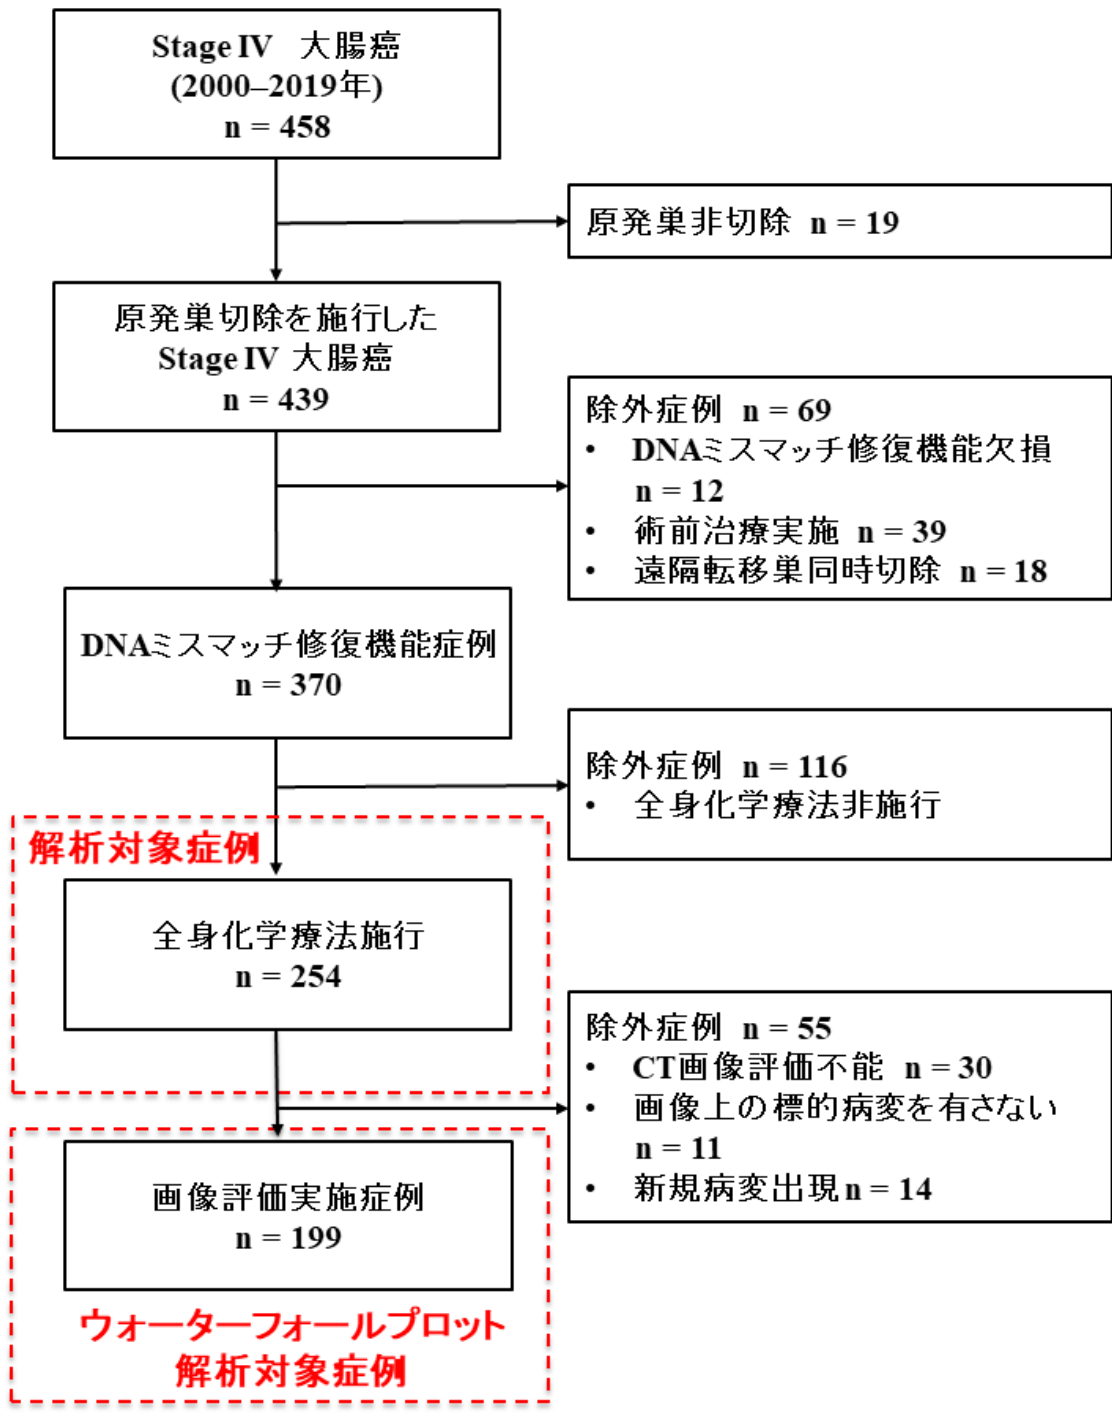 Stage IV 大腸癌
(2000–2019年)
n = 458
原発巣非切除 n = 19
原発巣切除を施行した
Stage IV 大腸癌
n = 439
除外症例 n = 69
• DNAミスマッチ修復機能欠損
n = 12
• 術前治療実施 n = 39
• 遠隔転移巣同時切除 n = 18
DNAミスマッチ修復機能症例
n = 370
除外症例 n = 116
• 全身化学療法非施行
解析対象症例
全身化学療法施行
n = 254
除外症例 n = 55
• CT画像評価不能 n = 30
• 画像上の標的病変を有さない
n = 11
• 新規病変出現 n = 14
画像評価実施症例
n = 199
ウォーターフォールプロット
解析対象症例